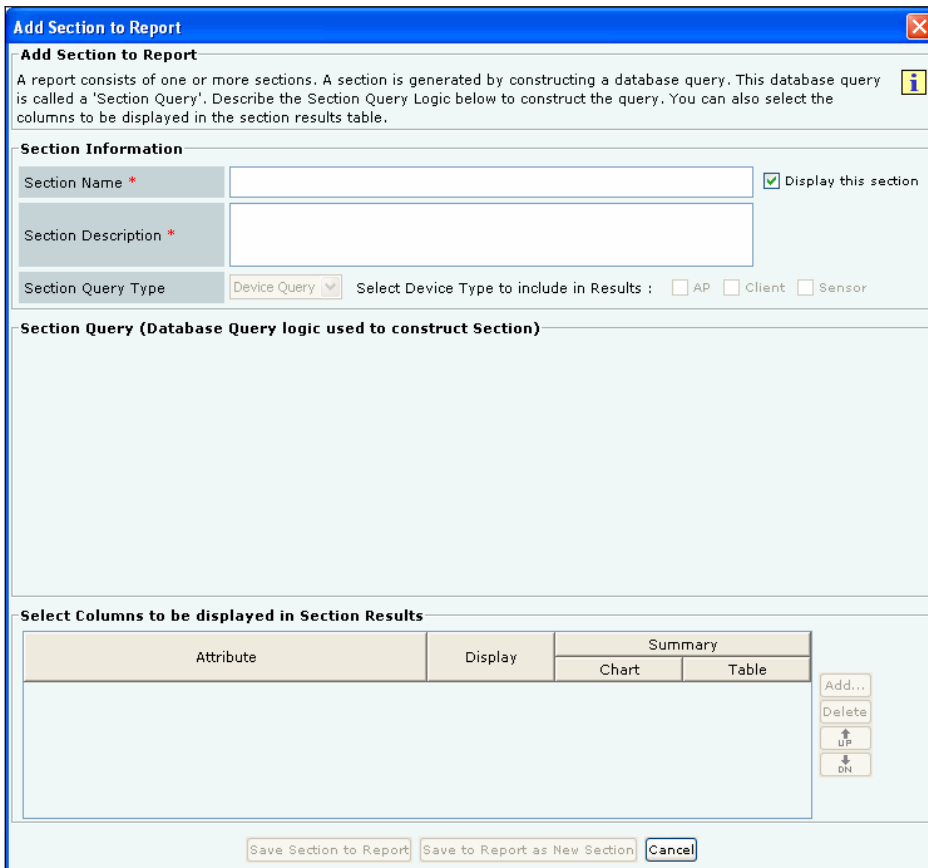 Add Section to Report
Add Section to Report
A report consists of one or more sections. A section is generated by constructing a database query. This database query
is called a 'Section Query'. Describe the Section Query Logic below to construct the query. You can also select the
columns to be displayed in the section results table.
i
Section Information
Section Name *
Display this section
Section Description *
Section Query Type Device Query Select Device Type to include in Results : AP Client Sensor
Section Query (Database Query logic used to construct Section)
Select Columns to be displayed in Section Results
Attribute Display Summary
Chart Table
Add...
Delete
UP
DN
Save Section to Report Save to Report as New Section Cancel